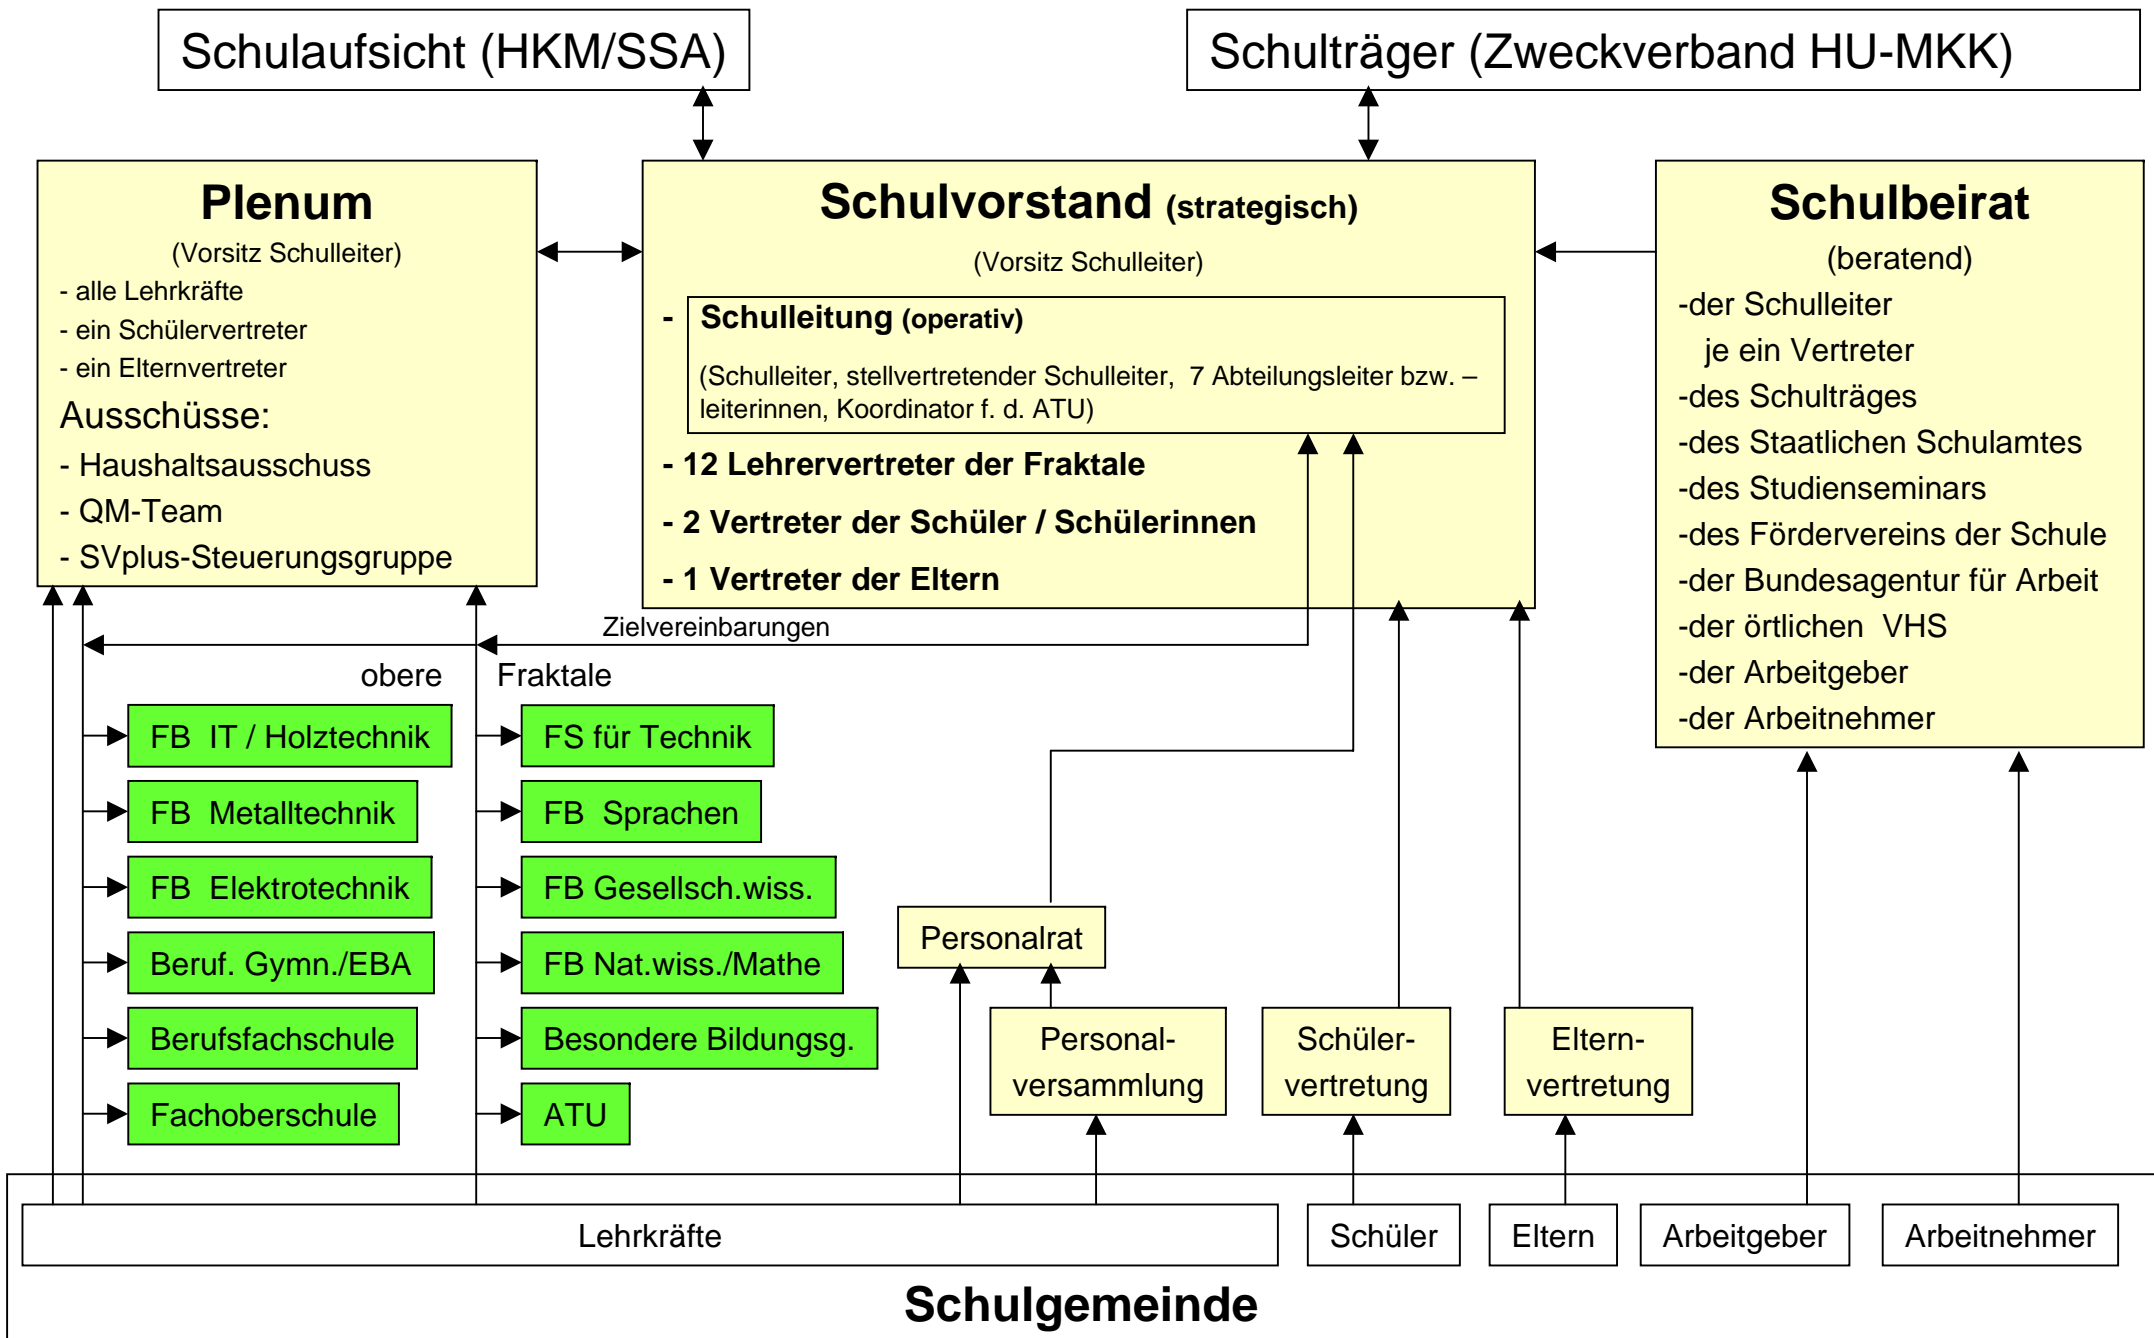 Schulaufsicht (HKM/SSA)
Schulträger (Zweckverband HU-MKK)
Plenum
(Vorsitz Schulleiter)
- alle Lehrkräfte
- ein Schülervertreter
- ein Elternvertreter
Ausschüsse:
- Haushaltsausschuss
- QM-Team
- SVplus-Steuerungsgruppe
Schulvorstand (strategisch)
(Vorsitz Schulleiter)
- Schulleitung (operativ)
(Schulleiter, stellvertretender Schulleiter, 7 Abteilungsleiter bzw. –
leiterinnen, Koordinator f. d. ATU)
- 12 Lehrervertreter der Fraktale
- 2 Vertreter der Schüler / Schülerinnen
- 1 Vertreter der Eltern
Schulbeirat
(beratend)
-der Schulleiter
je ein Vertreter
-des Schulträges
-des Staatlichen Schulamtes
-des Studienseminars
-des Fördervereins der Schule
-der Bundesagentur für Arbeit
-der örtlichen VHS
-der Arbeitgeber
-der Arbeitnehmer
Zielvereinbarungen
obere Fraktale
FB IT / Holztechnik
FB Metalltechnik
FB Elektrotechnik
Beruf. Gymn./EBA
Berufsfachschule
Fachoberschule
FS für Technik
FB Sprachen
FB Gesellsch.wiss.
FB Nat.wiss./Mathe
Besondere Bildungsg.
ATU
Personalrat
Personal-
versammlung
Schüler-
vertretung
Eltern-
vertretung
Lehrkräfte
Schüler
Eltern
Arbeitgeber
Arbeitnehmer
Schulgemeinde